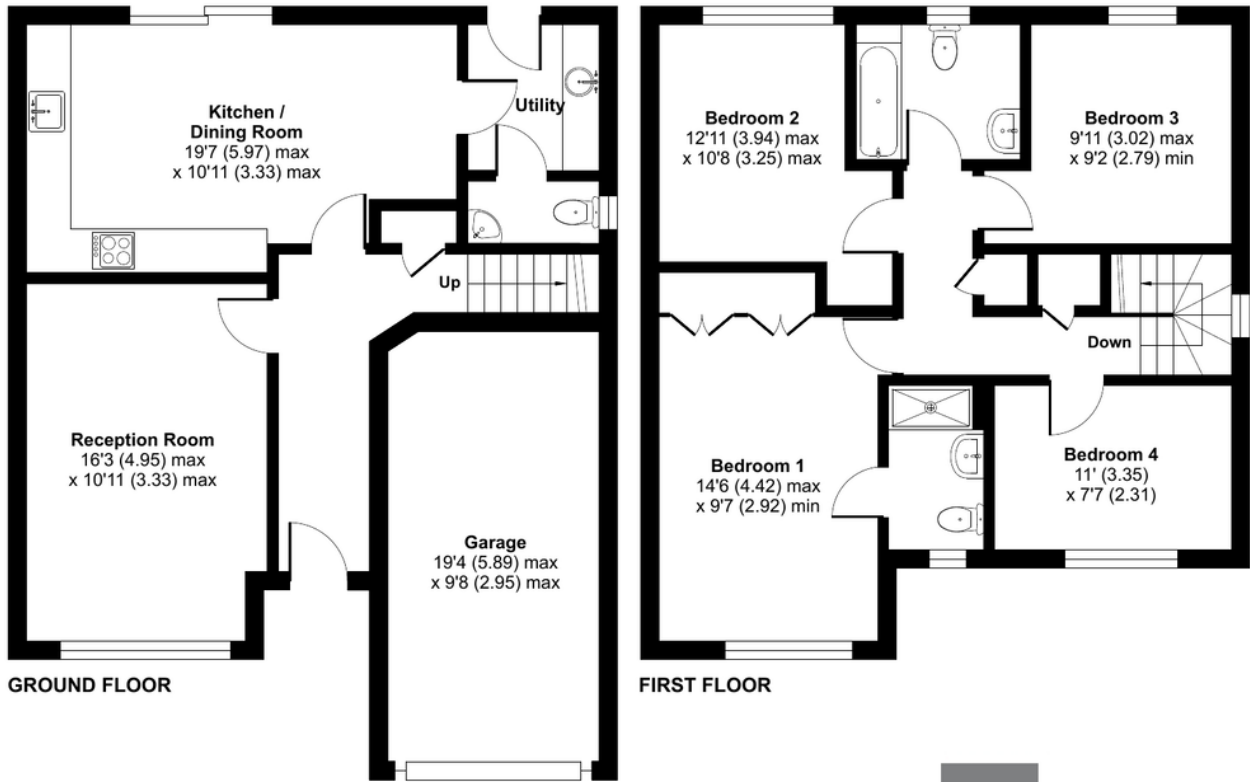 Kitchen /
Dining Room
19'7 (5.97) max
x 10'11 (3.33) max
Utility
Up
Reception Room
16'3 (4.95) max
x 10'11 (3.33) max
Garage
19'4 (5.89) max
x 9'8 (2.95) max
GROUND FLOOR
Bedroom 2
12'11 (3.94) max
x 10'8 (3.25) max
Bedroom 3
9'11 (3.02) max
x 9'2 (2.79) min
Down
Bedroom 1
14'6 (4.42) max
x 9'7 (2.92) min
Bedroom 4
11' (3.35)
x 7'7 (2.31)
FIRST FLOOR